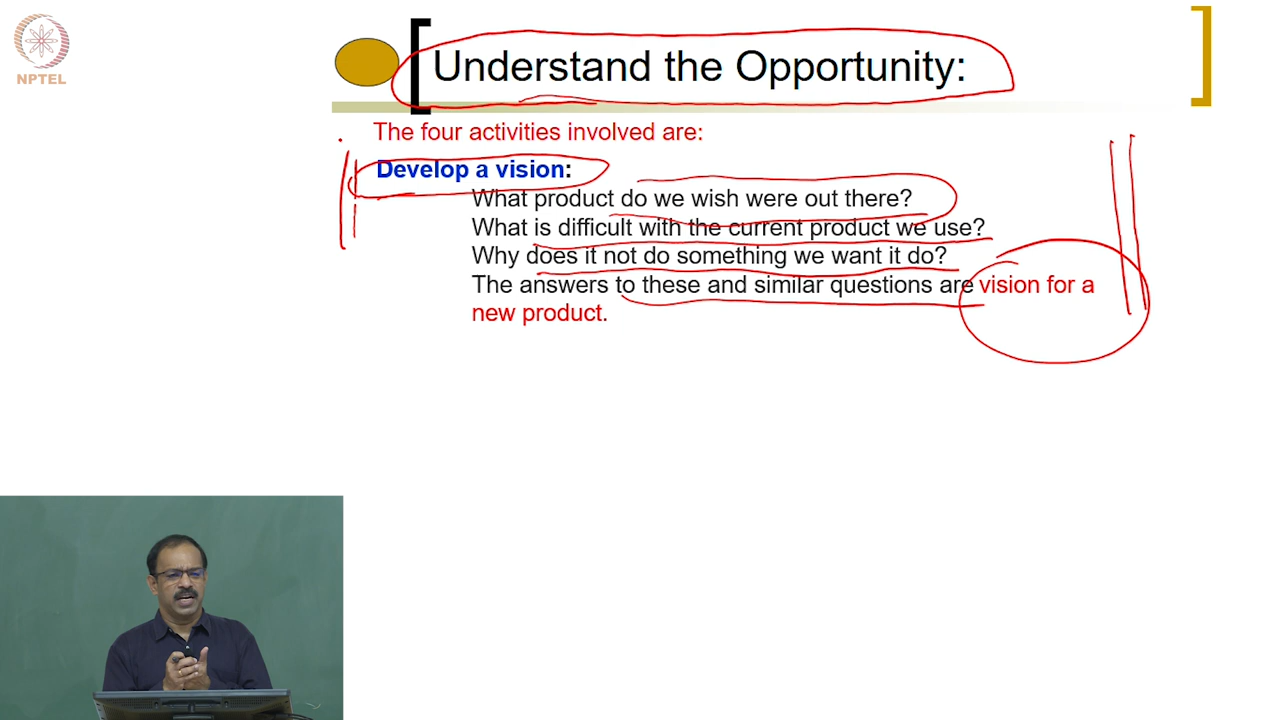 NPTEL
Understand the Opportunity:
The four activities involved are:
Develop a vision:
What product do we wish were out there?
What is difficult with the current product we use?
Why does it not do something we want it do?
The answers to these and similar questions are vision for a
new product.